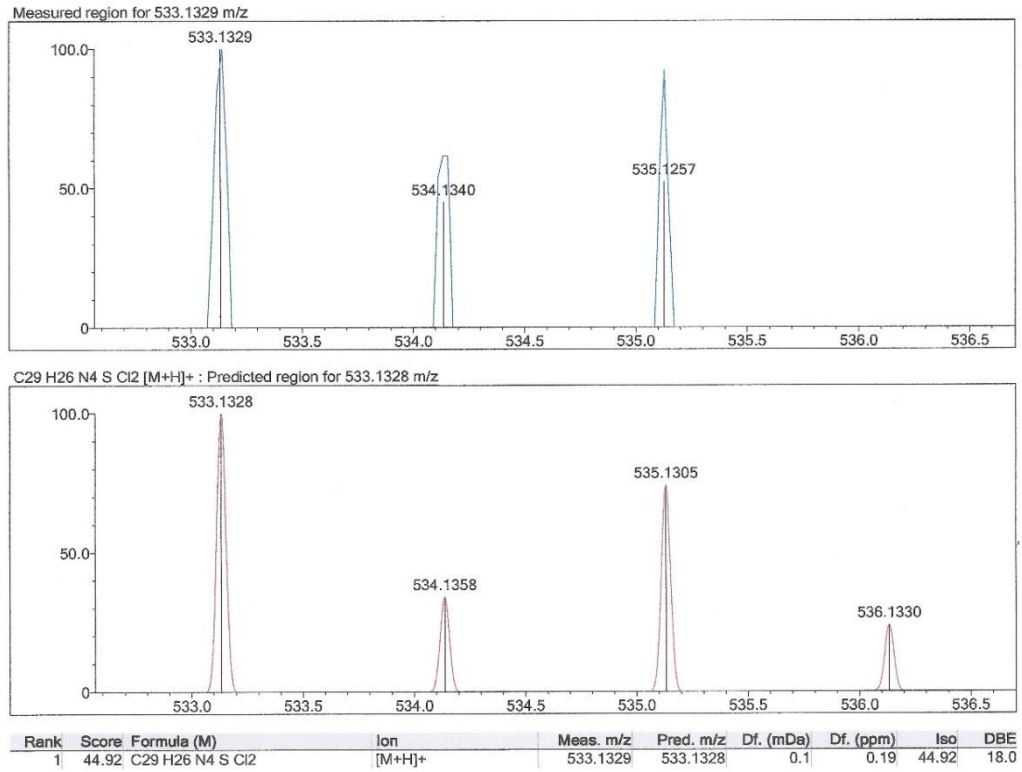 Measured region for 533.1329 m/z
533.1329
100.0
535.1257
534.1340
50.0
0
533.0 533.5 534.0 534.5 535.0 535.5 536.0 536.5
C29 H26 N4 S Cl2 [M+H]+ : Predicted region for 533.1328 m/z
533.1328
100.0
535.1305
534.1358
50.0
536.1330
0
533.0 533.5 534.0 534.5 535.0 535.5 536.0 536.5
Rank Score Formula (M) Ion Meas. m/z Pred. m/z Df. (mDa) Df. (ppm) Iso DBE
1 44.92 C29 H26 N4 S Cl2 [M+H]+ 533.1329 533.1328 0.1 0.19 44.92 18.0